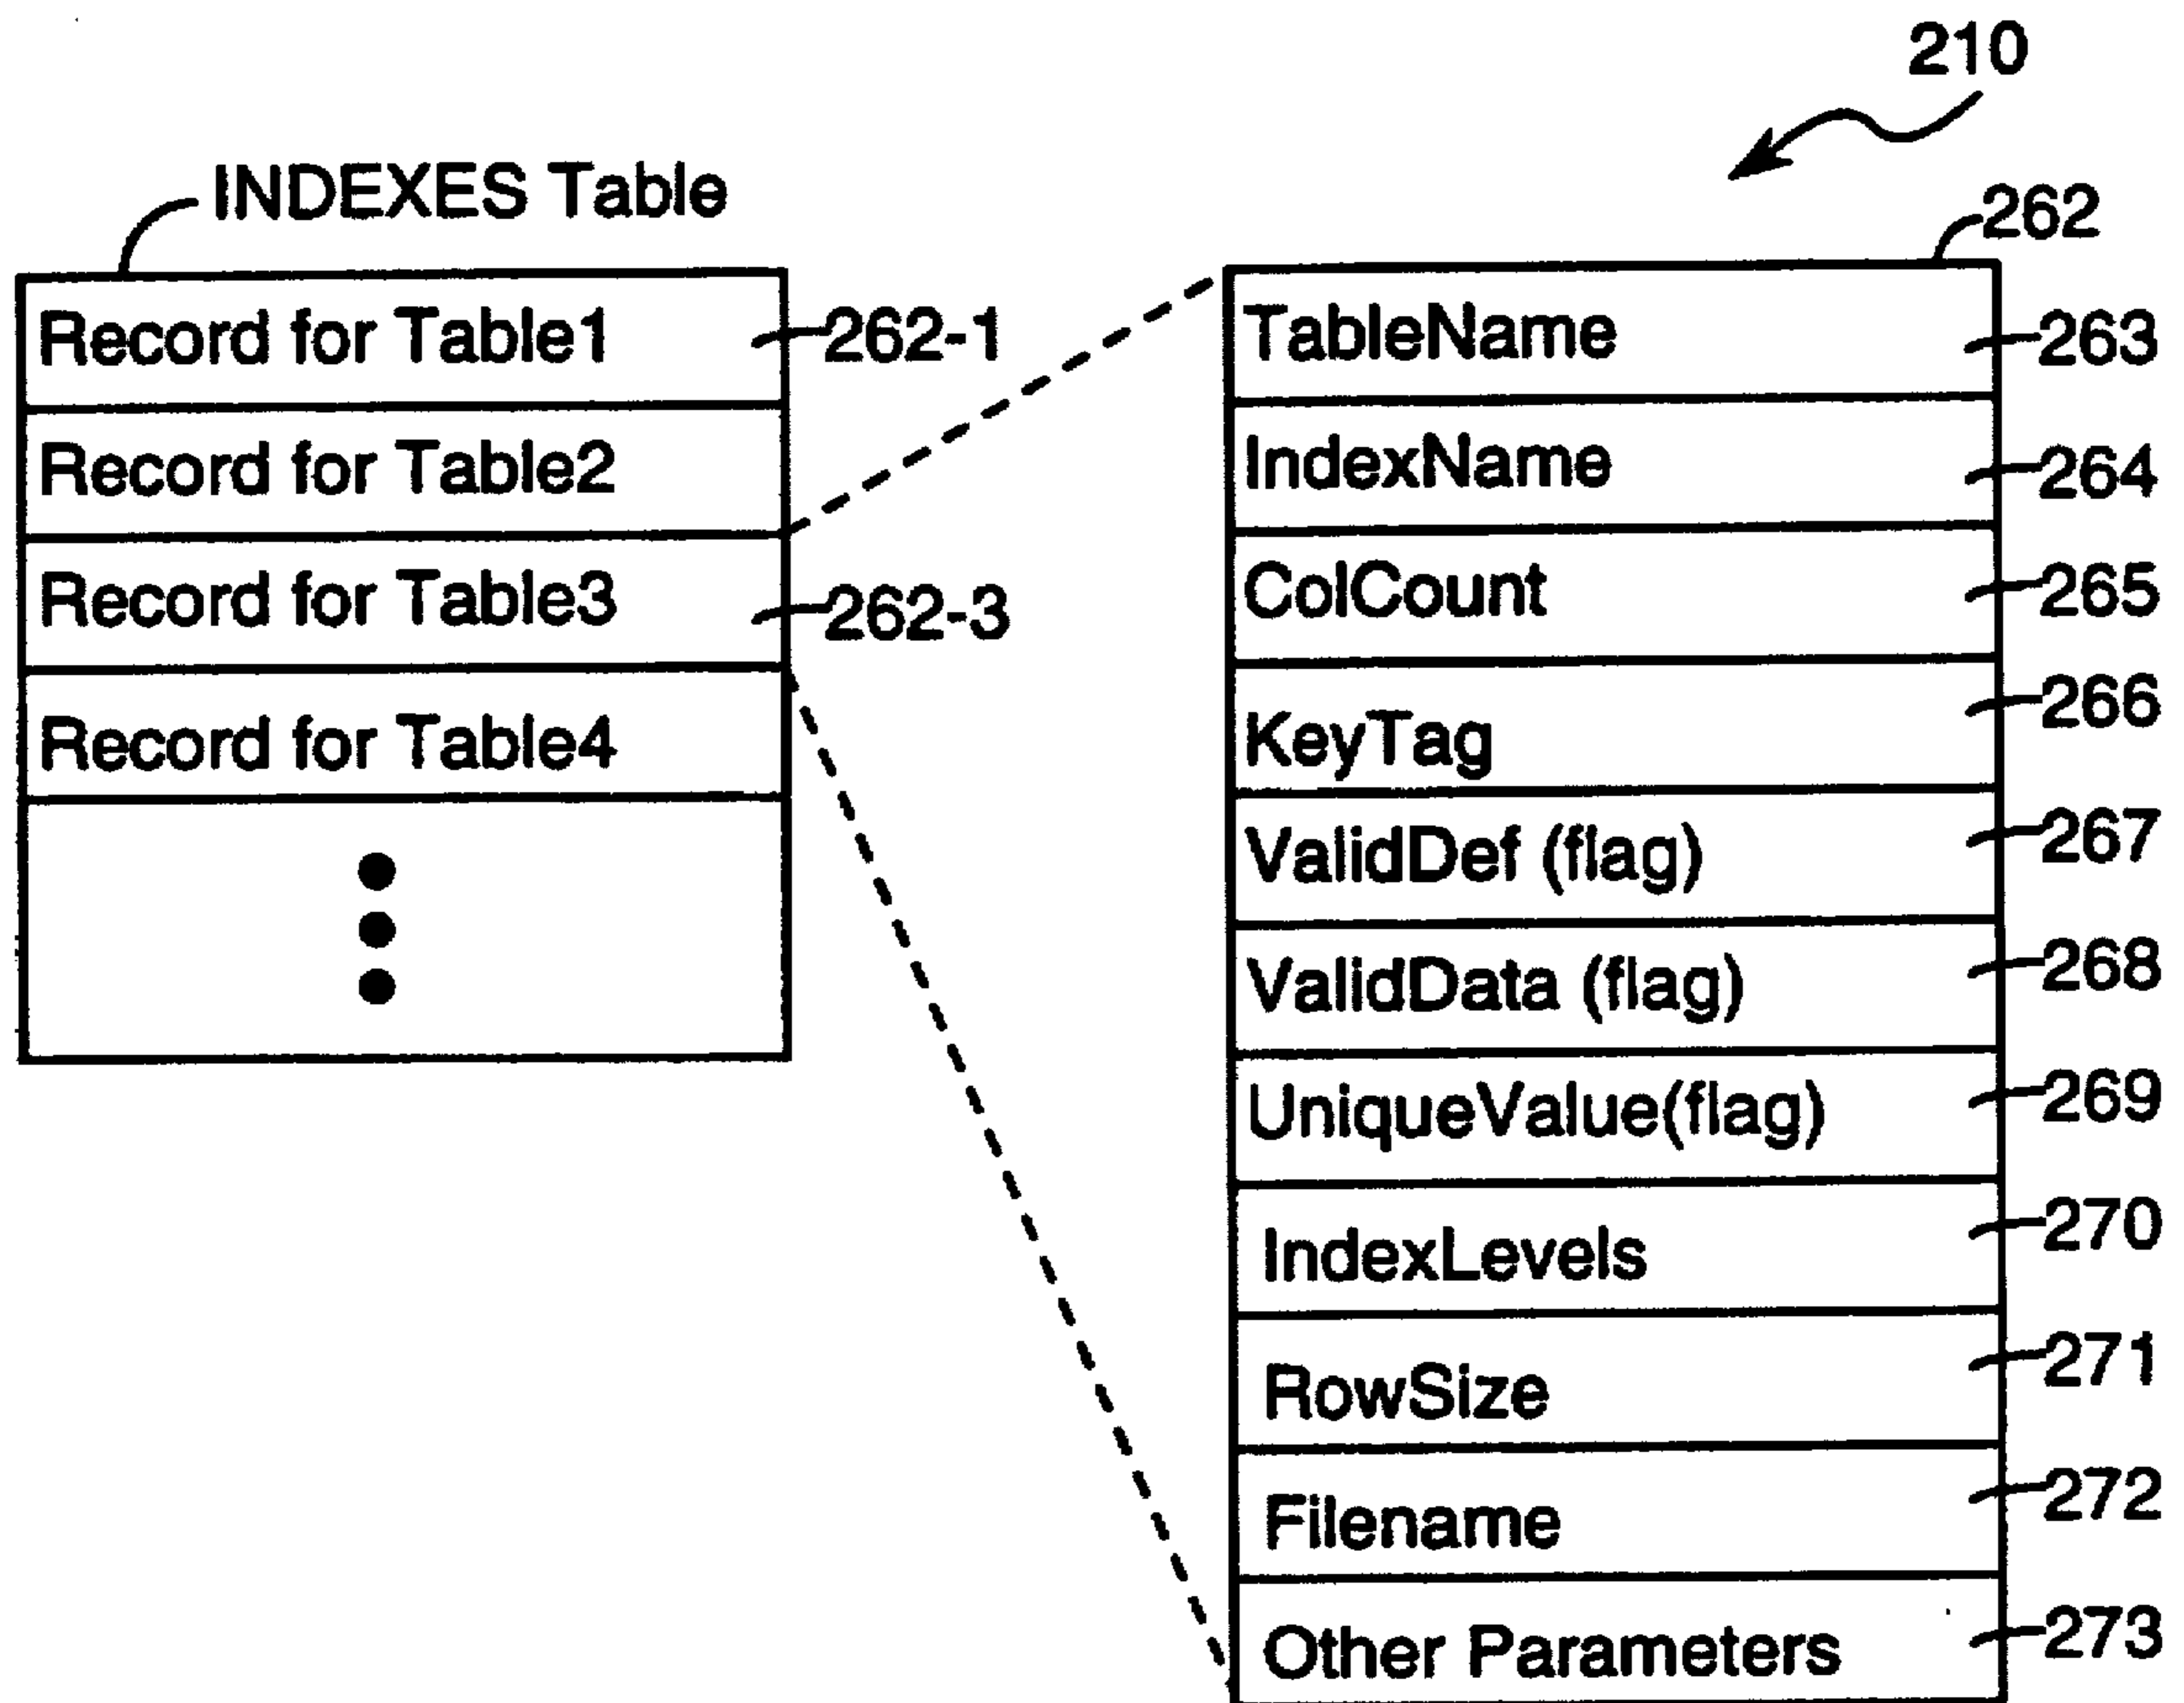 210
INDEXES Table
Record for Table1
262-1
Record for Table2
Record for Table3
262-3
Record for Table4
262
TableName
263
IndexName
264
ColCount
265
KeyTag
266
ValidDef (flag)
267
ValidData (flag)
268
UniqueValue(flag)
269
IndexLevels
270
RowSize
271
Filename
272
Other Parameters
273